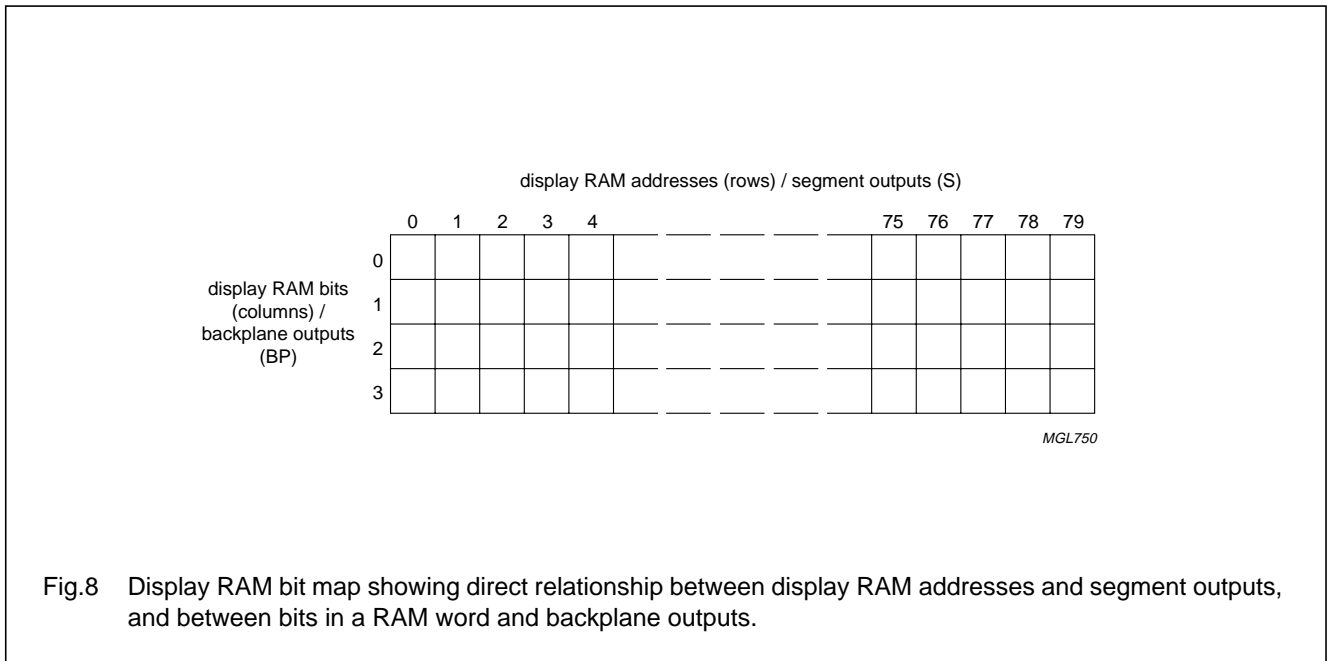 display RAM addresses (rows) / segment outputs (S)
0 1 2 3 4 75 76 77 78 79
0
display RAM bits
(columns) /
backplane outputs
(BP)
1
2
3
MGL750
Fig.8 Display RAM bit map showing direct relationship between display RAM addresses and segment outputs,
and between bits in a RAM word and backplane outputs.